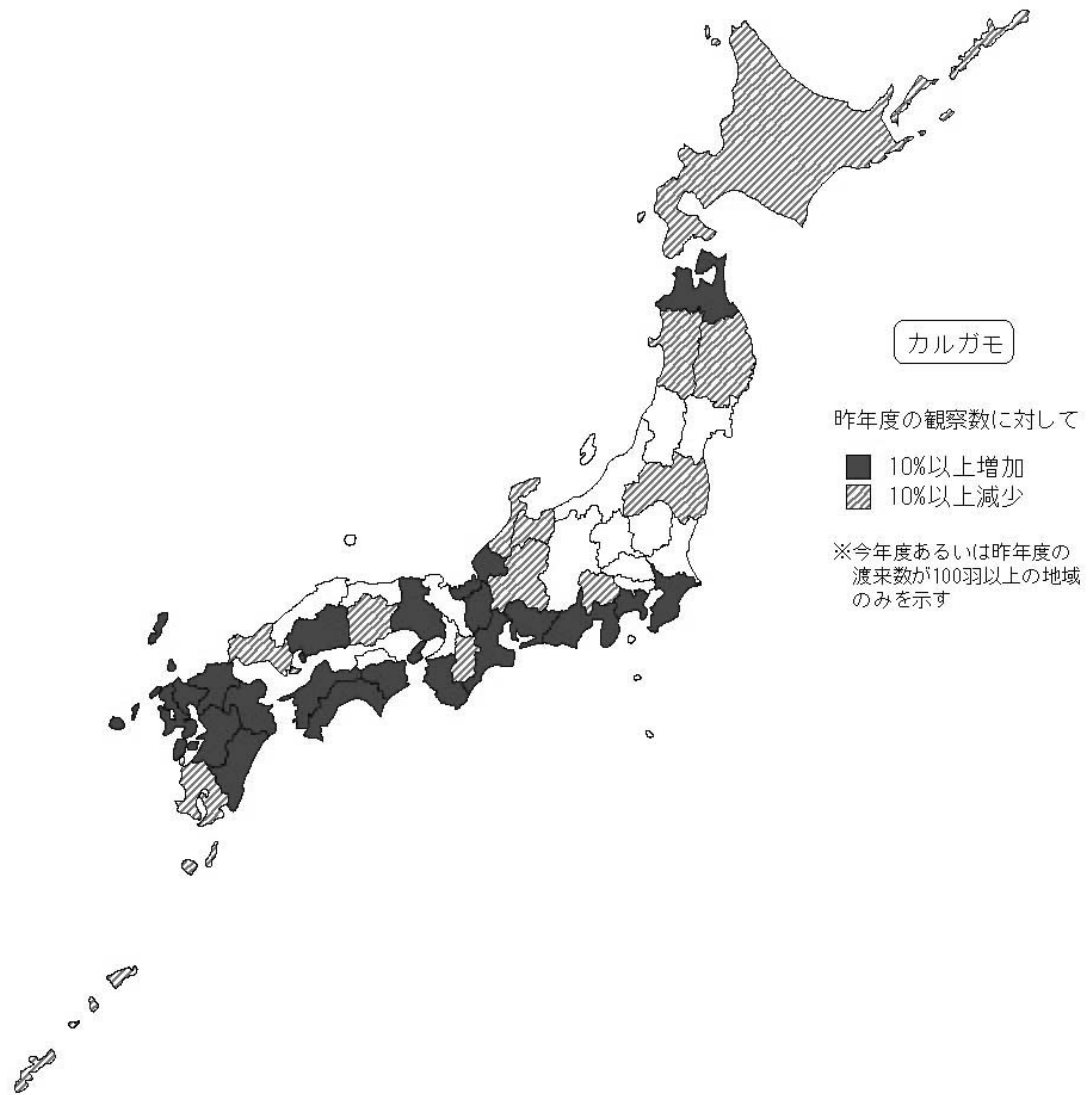 カルガモ
昨年度の観察数に対して
10%以上増加
10%以上減少
※今年度あるいは昨年度の
渡来数が100羽以上の地域
のみを示す